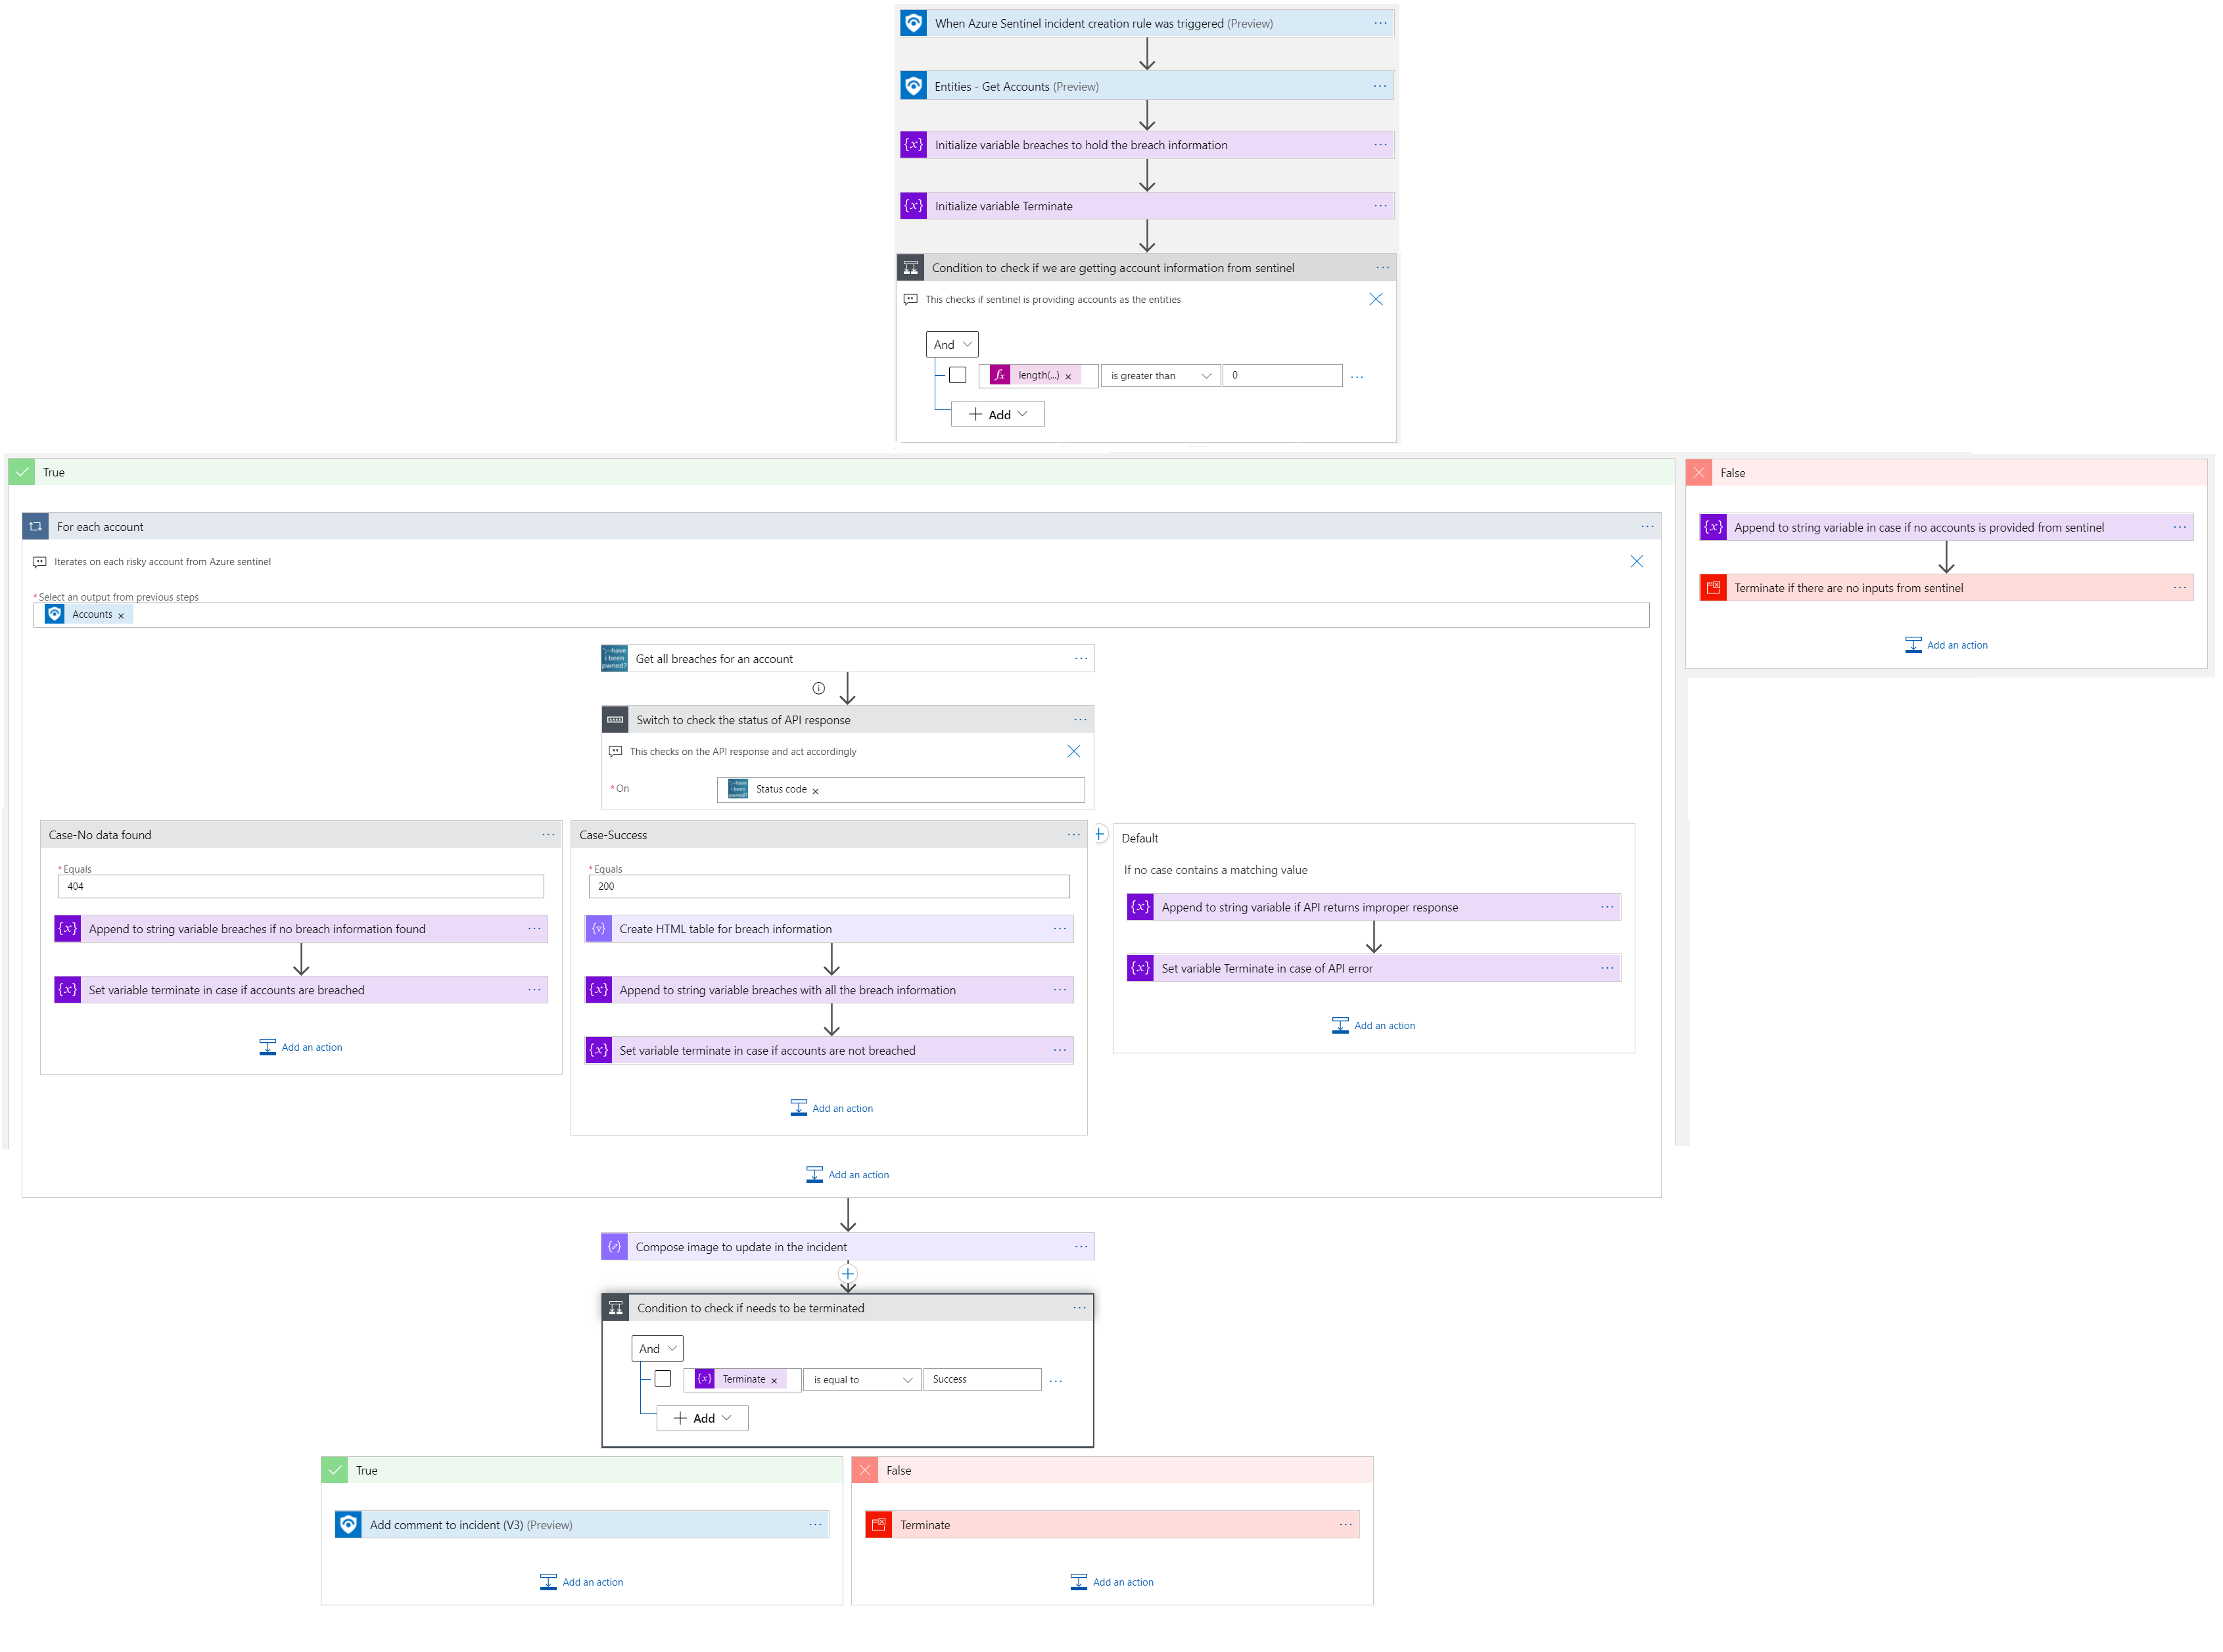 When Azure Sentinel incident creation rule was triggered (Preview)
Entities - Get Accounts (Preview)
{x} Initialize variable breaches to hold the breach information
{x} Initialize variable Terminate
Condition to check if we are getting account information from sentinel
This checks if sentinel is providing accounts as the entities
And
fx length(...) × is greater than 0
+ Add
True
For each account
Iterates on each risky account from Azure sentinel
* Select an output from previous steps
Accounts ×
';--have i been pwned? Get all breaches for an account
Switch to check the status of API response
This checks on the API response and act accordingly
* On ';--have i been pwned? Status code ×
Case-No data found
* Equals
404
{x} Append to string variable breaches if no breach information found
{x} Set variable terminate in case if accounts are breached
Add an action
Case-Success
* Equals
200
Create HTML table for breach information
{x} Append to string variable breaches with all the breach information
{x} Set variable terminate in case if accounts are not breached
Add an action
Default
If no case contains a matching value
{x} Append to string variable if API returns improper response
{x} Set variable Terminate in case of API error
Add an action
Add an action
False
{x} Append to string variable in case if no accounts is provided from sentinel
Terminate if there are no inputs from sentinel
Add an action
Compose image to update in the incident
Condition to check if needs to be terminated
And
{x} Terminate × is equal to Success
+ Add
True
Add comment to incident (V3) (Preview)
Add an action
False
Terminate
Add an action